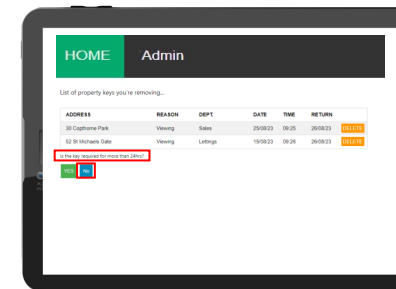 HOME Admin
List of property keys you're removing...
ADDRESS REASON DEPT. DATE TIME RETURN
30 Copthorne Park Viewing Sales 25/08/23 09:25 26/08/23 DELETE
52 St Michaels Gate Viewing Lettings 19/08/23 09:26 20/08/23 DELETE
Is the key required for more than 24hrs?
YES No